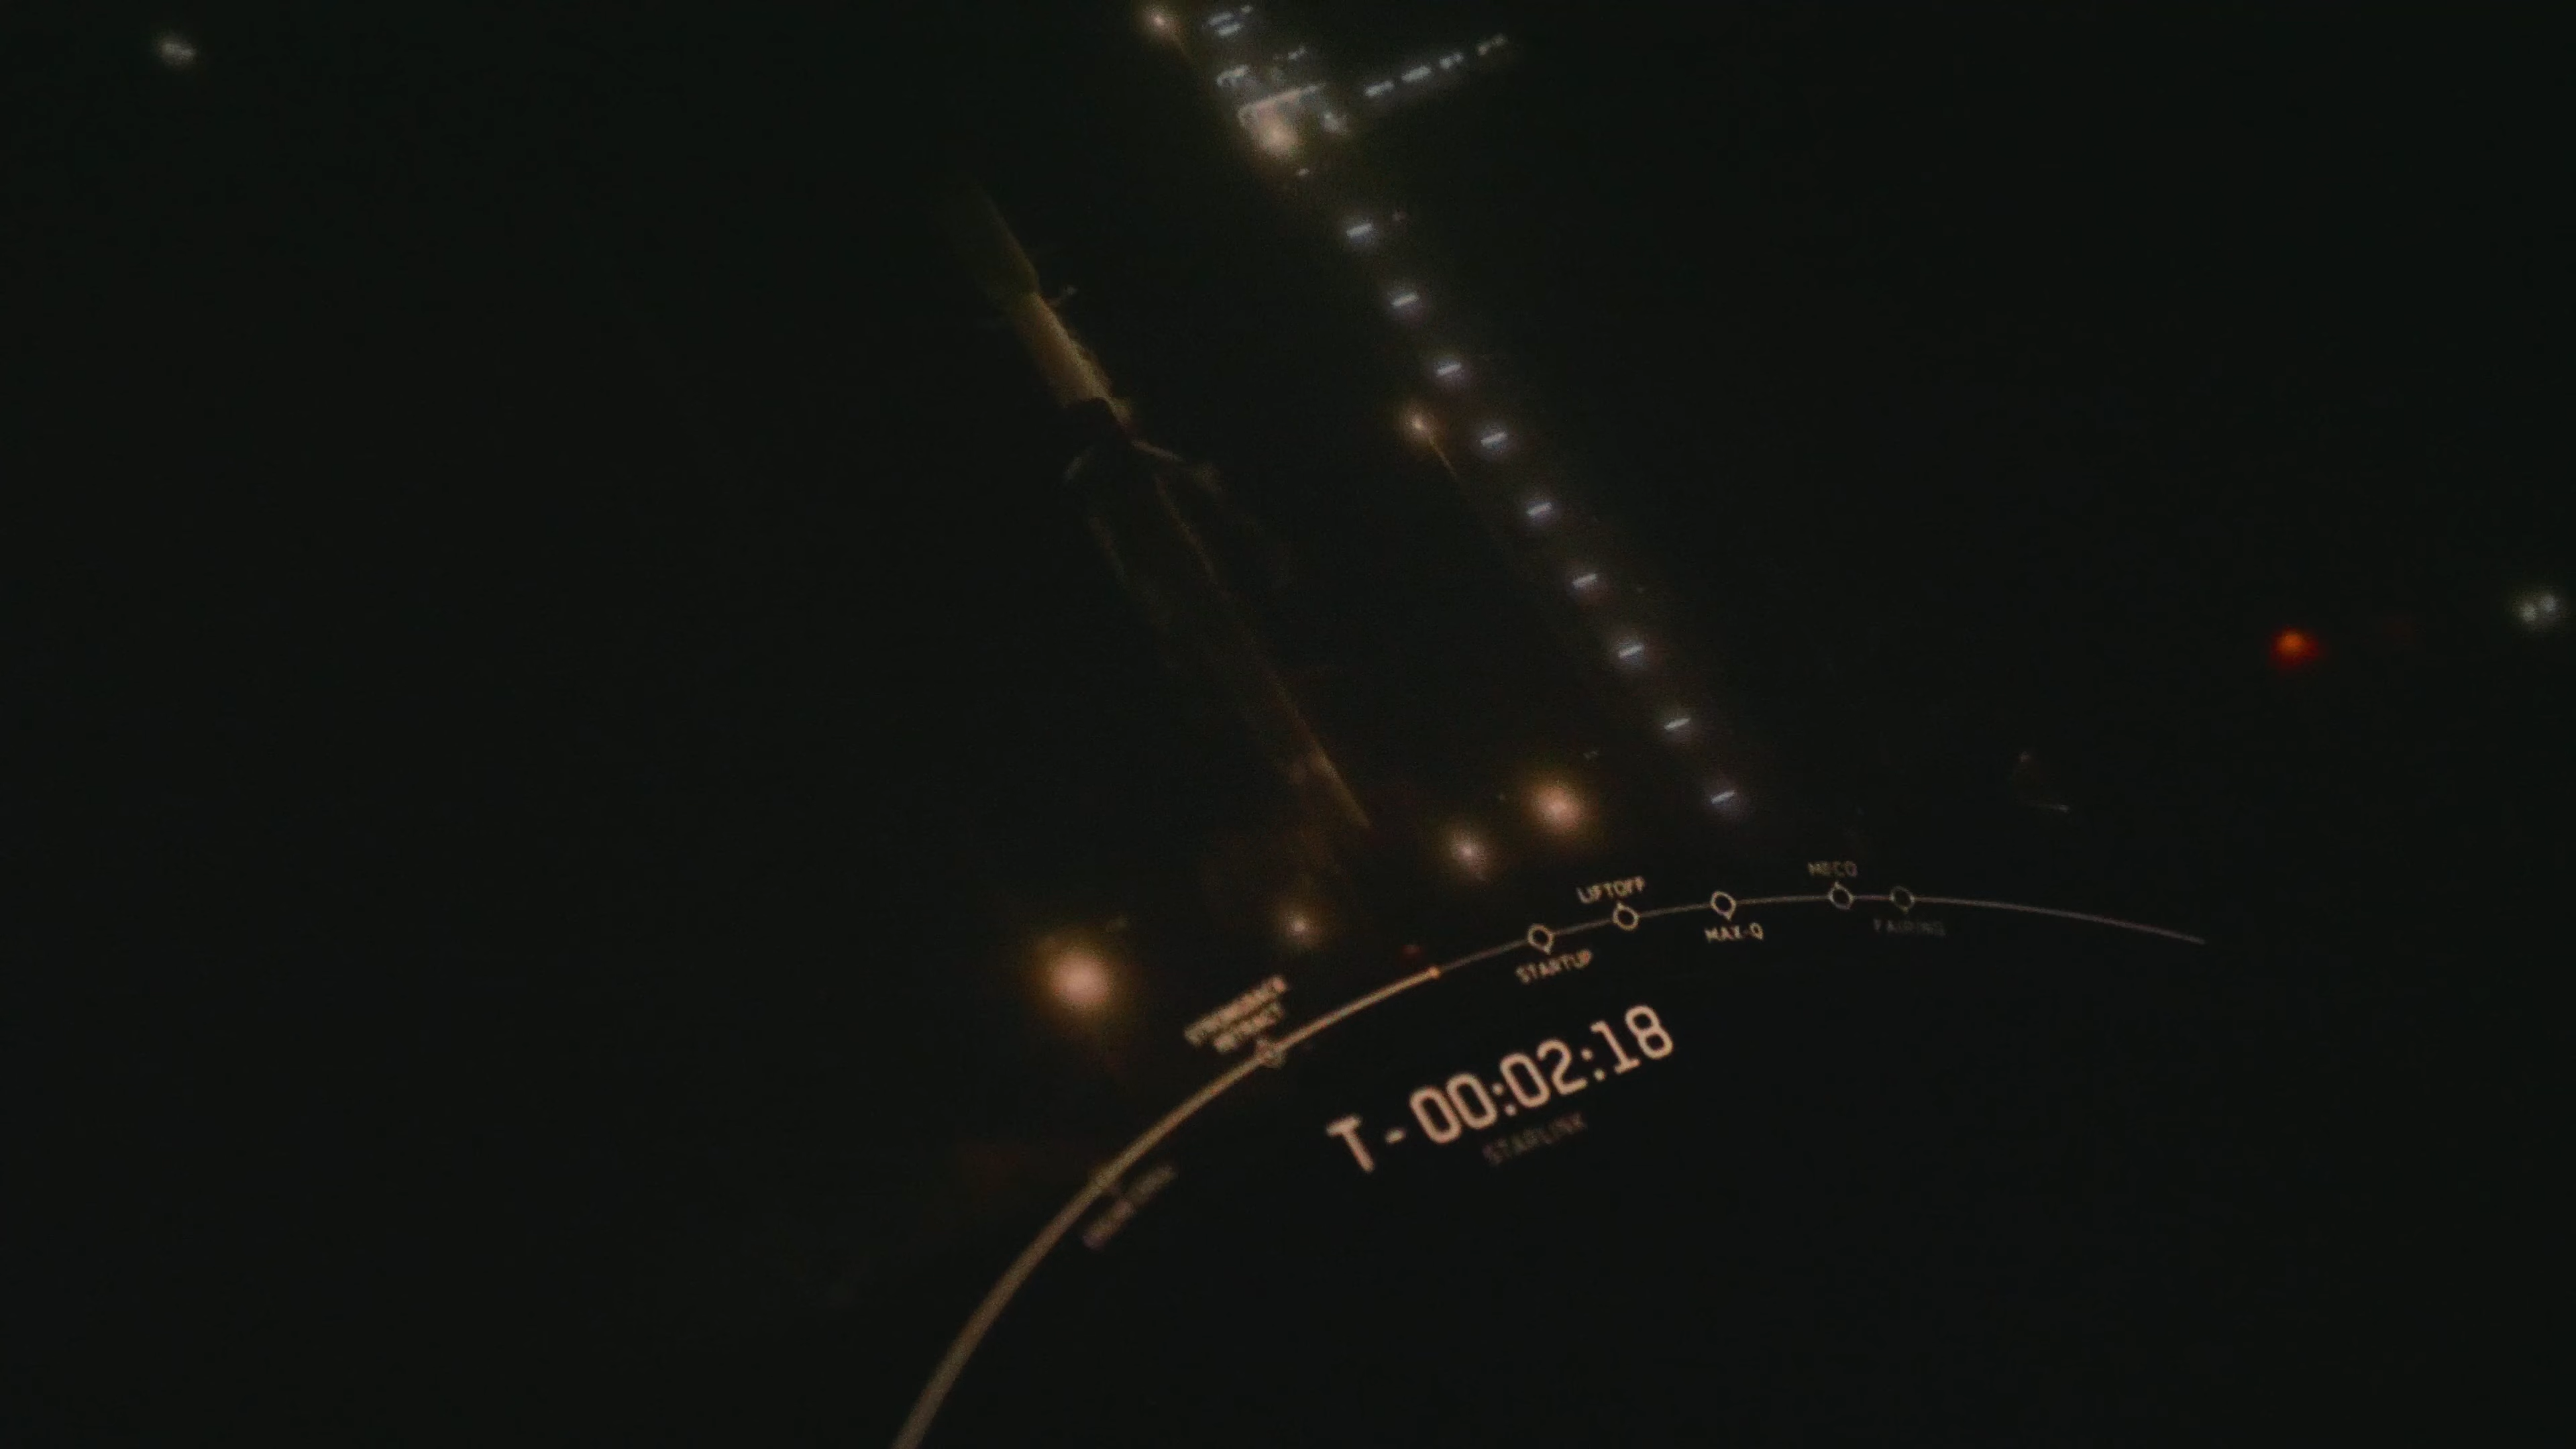 LIFTOFF
MECO
STARTUP
MAX-Q
FAIRING
STRONGBACK
RETRACT
T-00:02:18
STARLINK